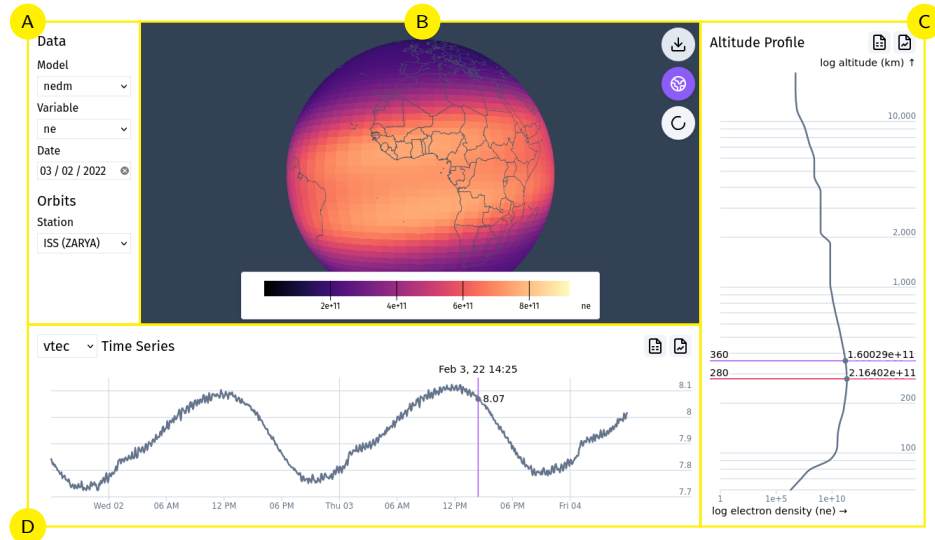 A
B
C
Data
Model
nedm
Variable
ne
Date
03 / 02 / 2022
Orbits
Station
ISS (ZARYA)
2e+11 4e+11 6e+11 8e+11 ne
Altitude Profile
log altitude (km) ↑
10,000
2,000
1,000
360 1.60029e+11
280 2.16402e+11
200
100
1 1e+5 1e+10
log electron density (ne) →
vtec Time Series
Feb 3, 22 14:25
8.07
8.1
8
7.9
7.8
7.7
Wed 02 06 AM 12 PM 06 PM Thu 03 06 AM 12 PM 06 PM Fri 04
D